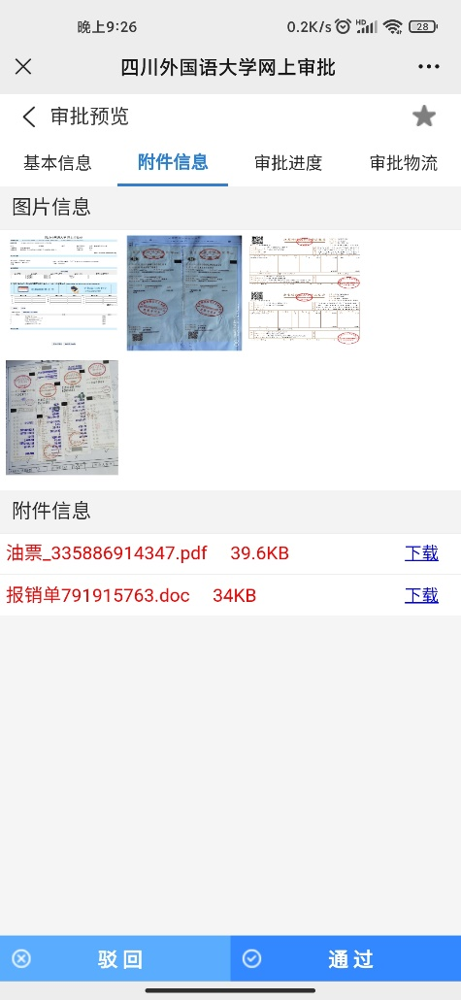 晚上9:26 0.2K/s HD 28
四川外国语大学网上审批
审批预览
基本信息 附件信息 审批进度 审批物流
图片信息
附件信息
油票_335886914347.pdf 39.6KB 下载
报销单791915763.doc 34KB 下载
驳回 通过